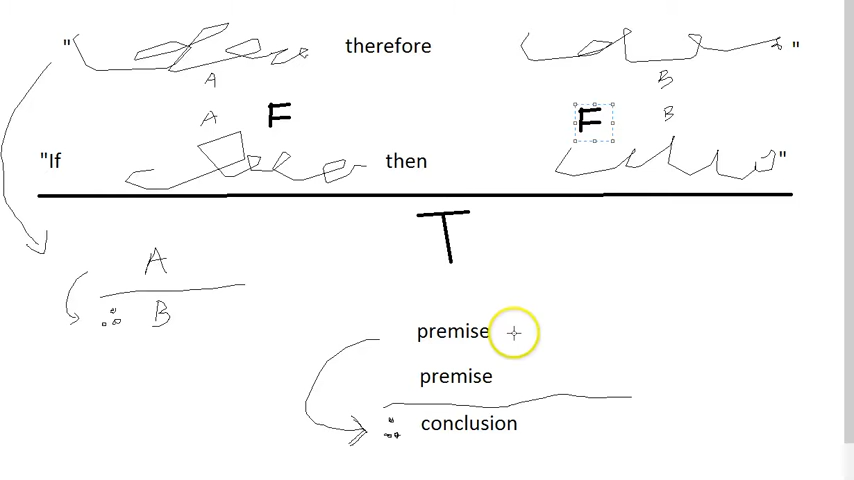 " therefore "
A B
A F F B
"If then "
T
A
∴ B
premise
premise
∴ conclusion